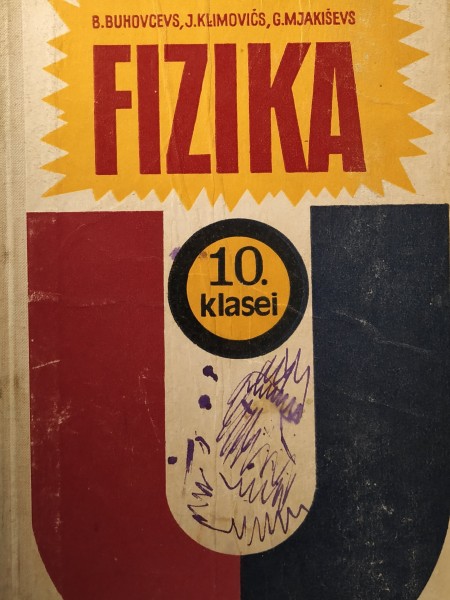 B.BUHOVCEVS, J.KLIMOVIČS, G.MJAKIŠEVS
FIZIKA
10.
klasei